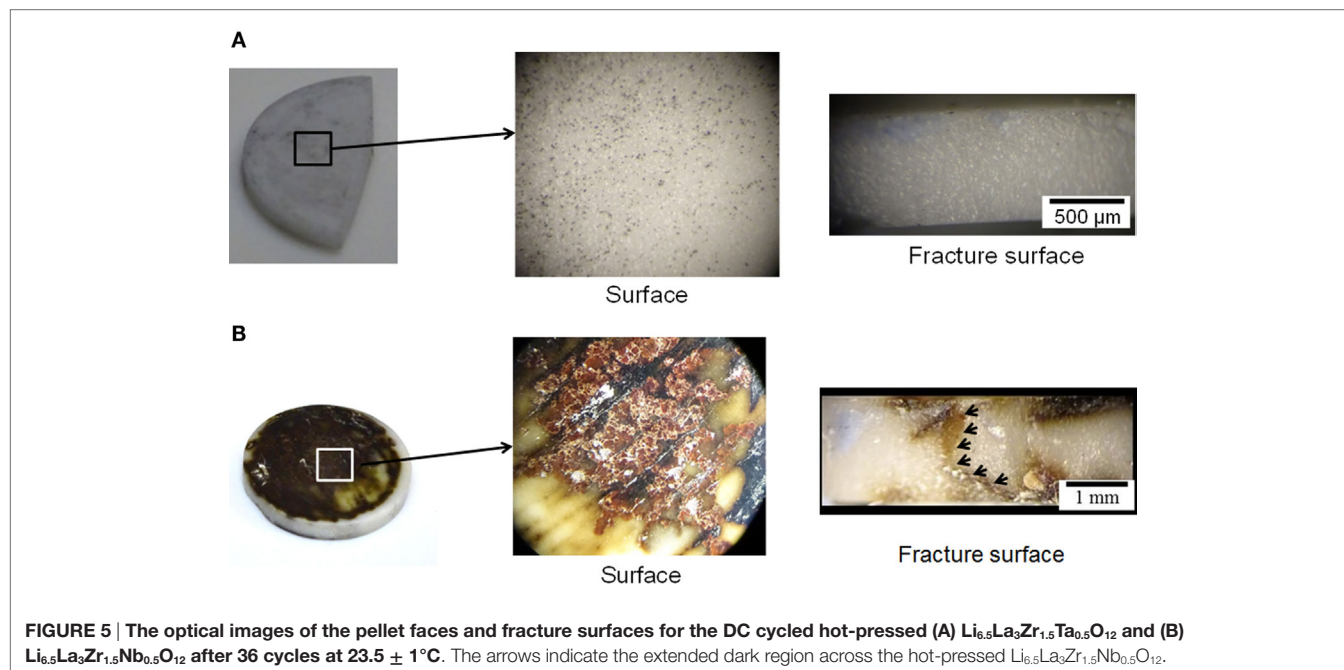 A
Surface
500 µm
Fracture surface
B
Surface
1 mm
Fracture surface
FIGURE 5 | The optical images of the pellet faces and fracture surfaces for the DC cycled hot-pressed (A) Li₆.₅La₃Zr₁.₅Ta₀.₅O₁₂ and (B)
Li₆.₅La₃Zr₁.₅Nb₀.₅O₁₂ after 36 cycles at 23.5 ± 1°C. The arrows indicate the extended dark region across the hot-pressed Li₆.₅La₃Zr₁.₅Nb₀.₅O₁₂.